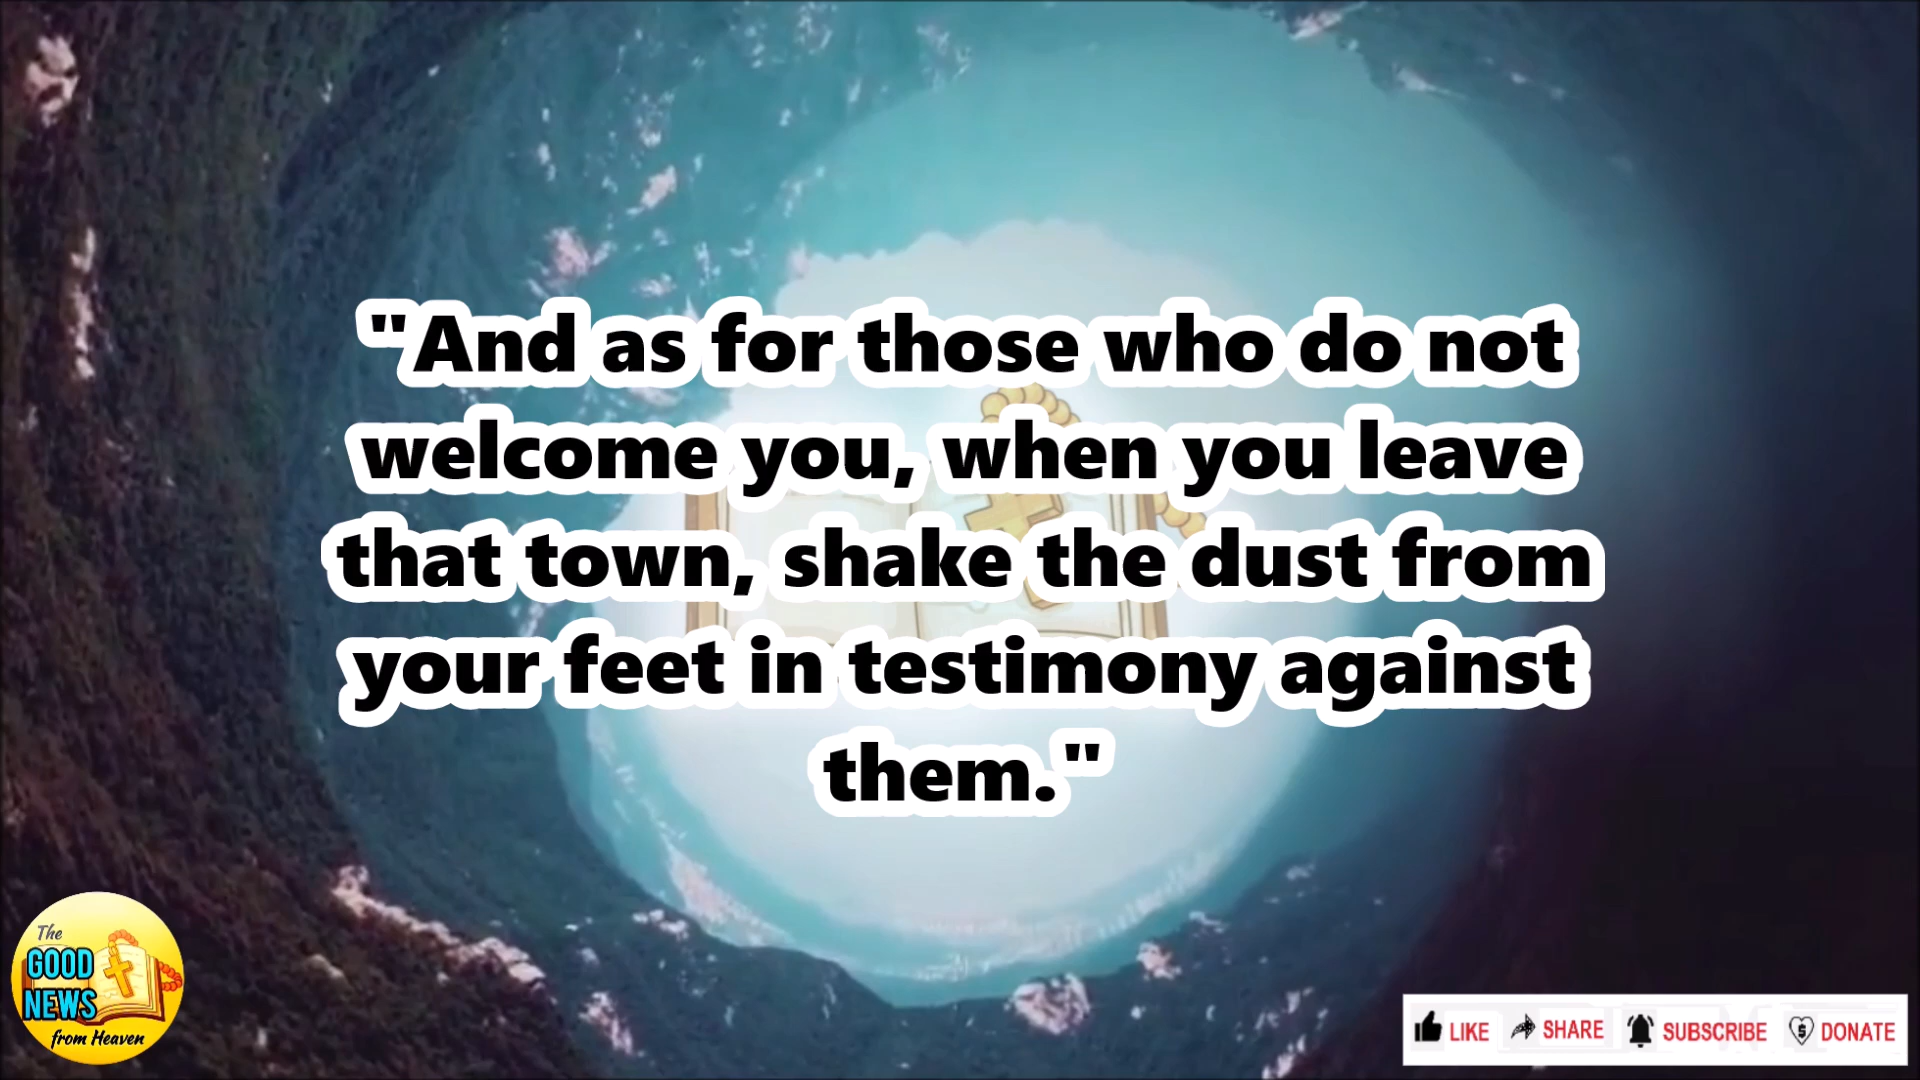 "And as for those who do not
welcome you, when you leave
that town, shake the dust from
your feet in testimony against
them."
The
GOOD
NEWS
from Heaven
LIKE SHARE SUBSCRIBE DONATE